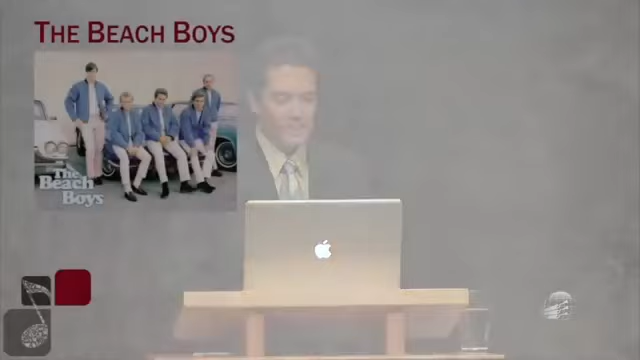 THE BEACH BOYS
The
Beach
Boys